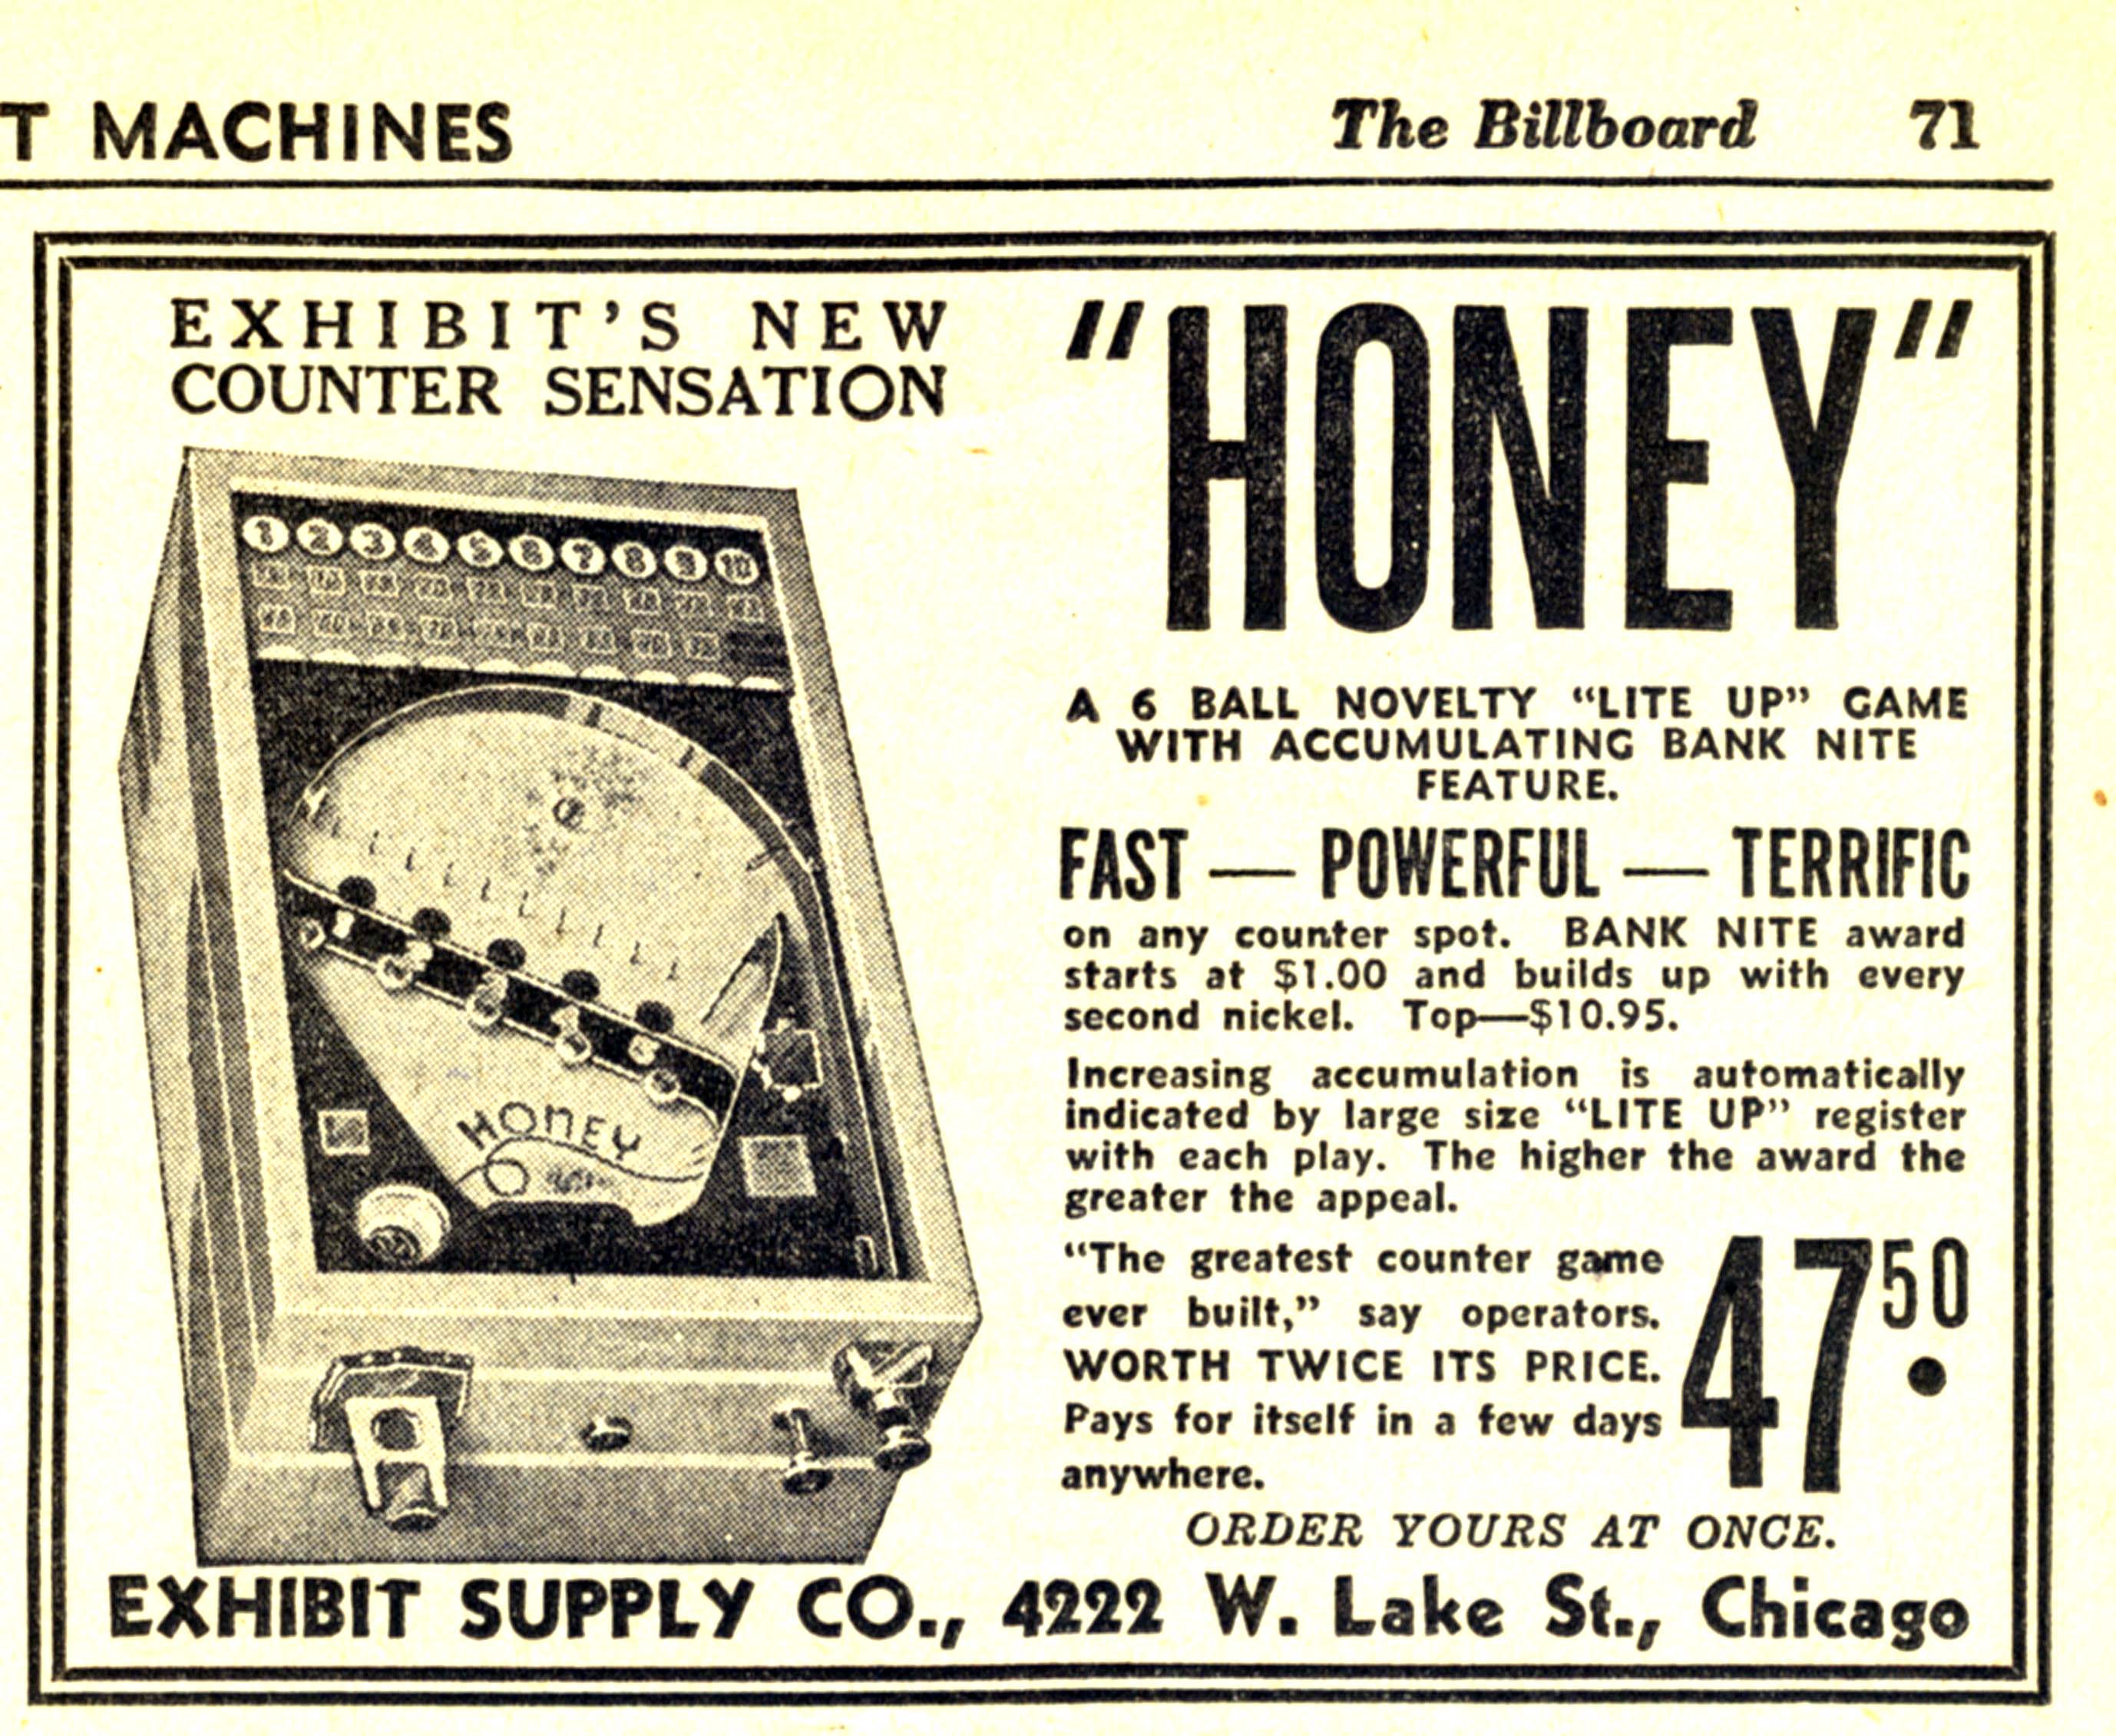 T MACHINES
The Billboard 71
EXHIBIT'S NEW
COUNTER SENSATION
"HONEY"
1 2 3 4 5 6 7 8 9 10
HONEY
A 6 BALL NOVELTY “LITE UP” GAME
WITH ACCUMULATING BANK NITE
FEATURE.
FAST — POWERFUL — TERRIFIC
on any counter spot. BANK NITE award
starts at $1.00 and builds up with every
second nickel. Top—$10.95.
Increasing accumulation is automatically
indicated by large size “LITE UP” register
with each play. The higher the award the
greater the appeal.
“The greatest counter game
ever built,” say operators.
WORTH TWICE ITS PRICE.
Pays for itself in a few days
anywhere.
47.50
ORDER YOURS AT ONCE.
EXHIBIT SUPPLY CO., 4222 W. Lake St., Chicago